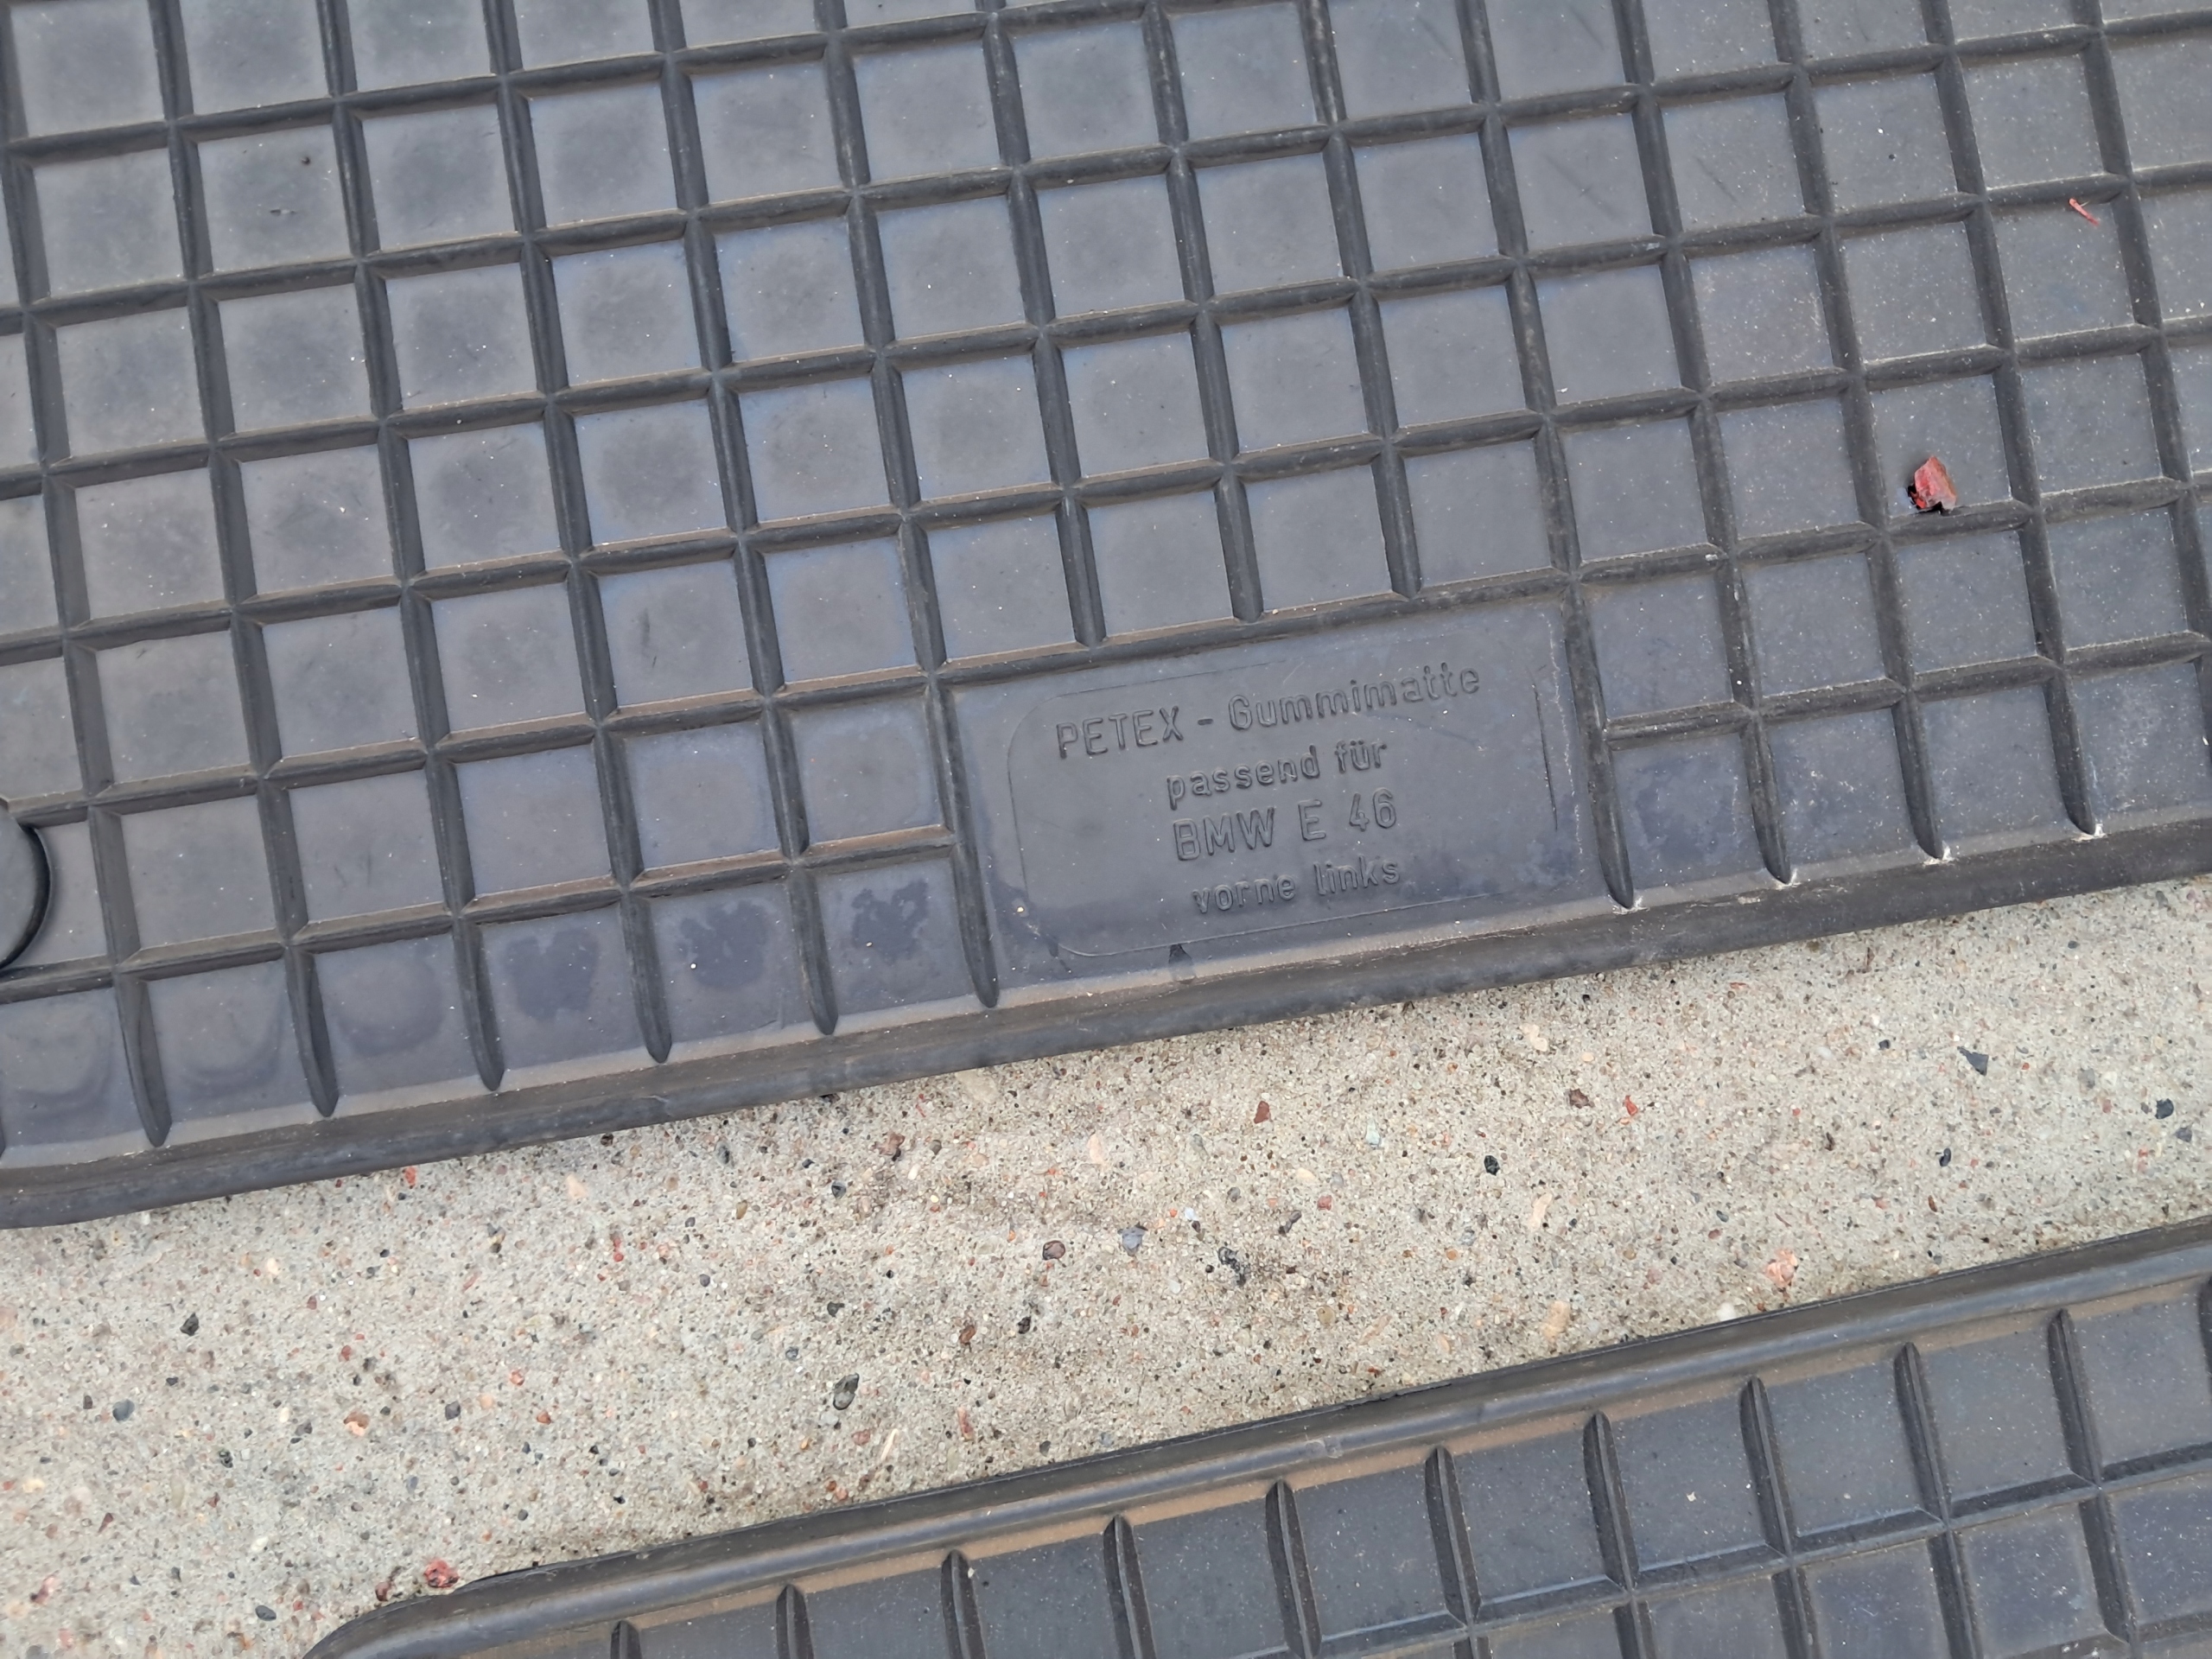 PETEX - Gummimatte
passend für
BMW E 46
vorne links